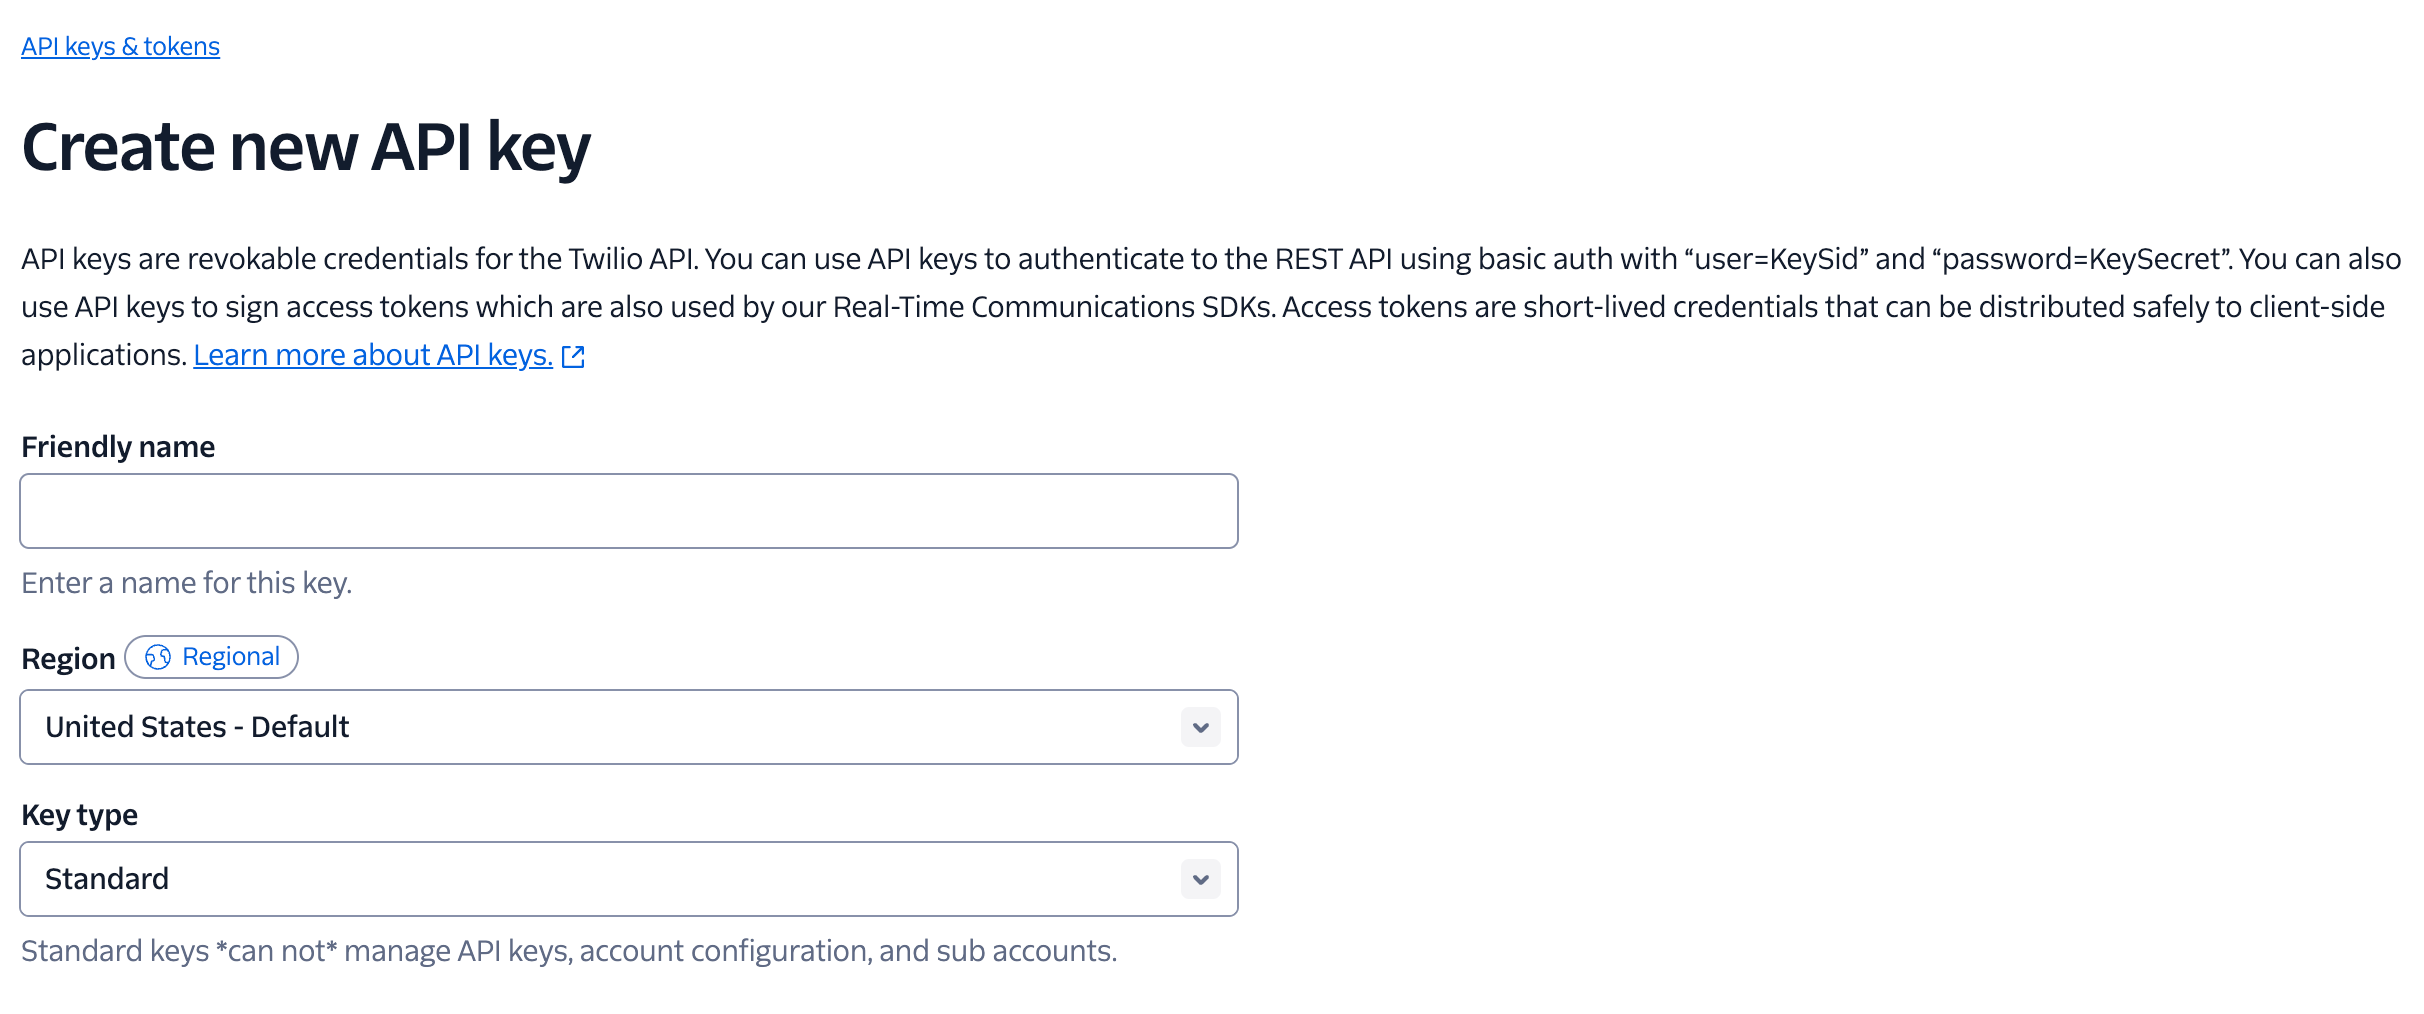 API keys & tokens
Create new API key
API keys are revokable credentials for the Twilio API. You can use API keys to authenticate to the REST API using basic auth with “user=KeySid” and “password=KeySecret”. You can also
use API keys to sign access tokens which are also used by our Real-Time Communications SDKs. Access tokens are short-lived credentials that can be distributed safely to client-side
applications. Learn more about API keys.
Friendly name
Enter a name for this key.
Region Regional
United States - Default
Key type
Standard
Standard keys *can not* manage API keys, account configuration, and sub accounts.